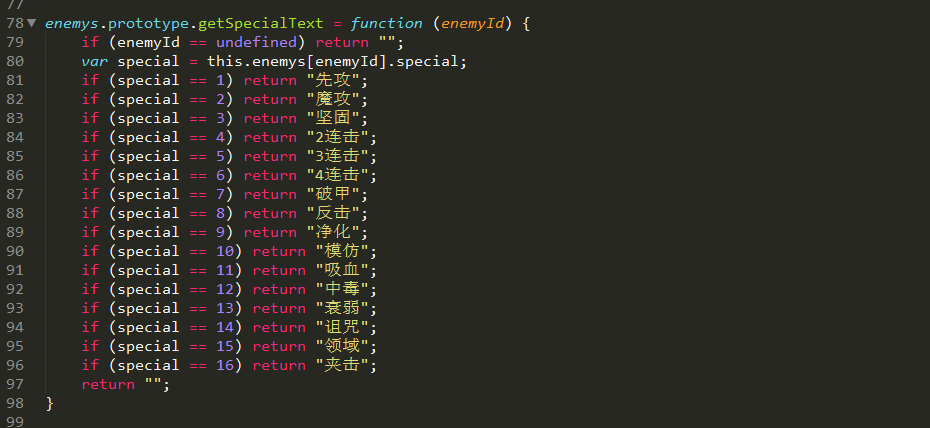 77
78 enemys.prototype.getSpecialText = function (enemyId) {
79     if (enemyId == undefined) return "";
80     var special = this.enemys[enemyId].special;
81     if (special == 1) return "先攻";
82     if (special == 2) return "魔攻";
83     if (special == 3) return "坚固";
84     if (special == 4) return "2连击";
85     if (special == 5) return "3连击";
86     if (special == 6) return "4连击";
87     if (special == 7) return "破甲";
88     if (special == 8) return "反击";
89     if (special == 9) return "净化";
90     if (special == 10) return "模仿";
91     if (special == 11) return "吸血";
92     if (special == 12) return "中毒";
93     if (special == 13) return "衰弱";
94     if (special == 14) return "诅咒";
95     if (special == 15) return "领域";
96     if (special == 16) return "夹击";
97     return "";
98 }
99